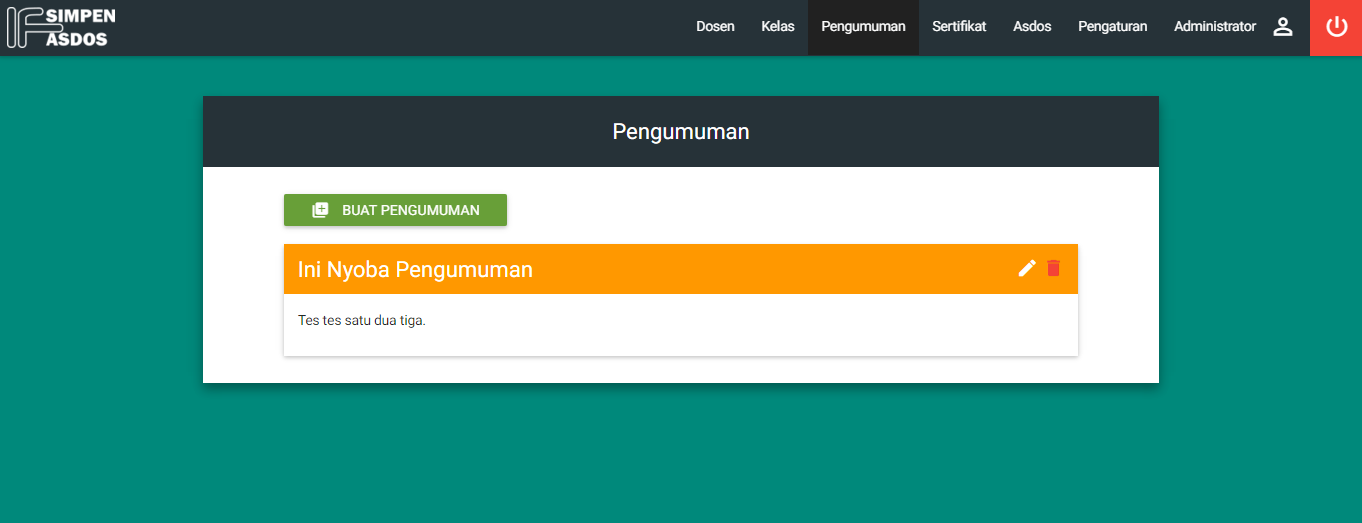 IF SIMPEN ASDOS
Dosen Kelas Pengumuman Sertifikat Asdos Pengaturan Administrator
Pengumuman
BUAT PENGUMUMAN
Ini Nyoba Pengumuman
Tes tes satu dua tiga.